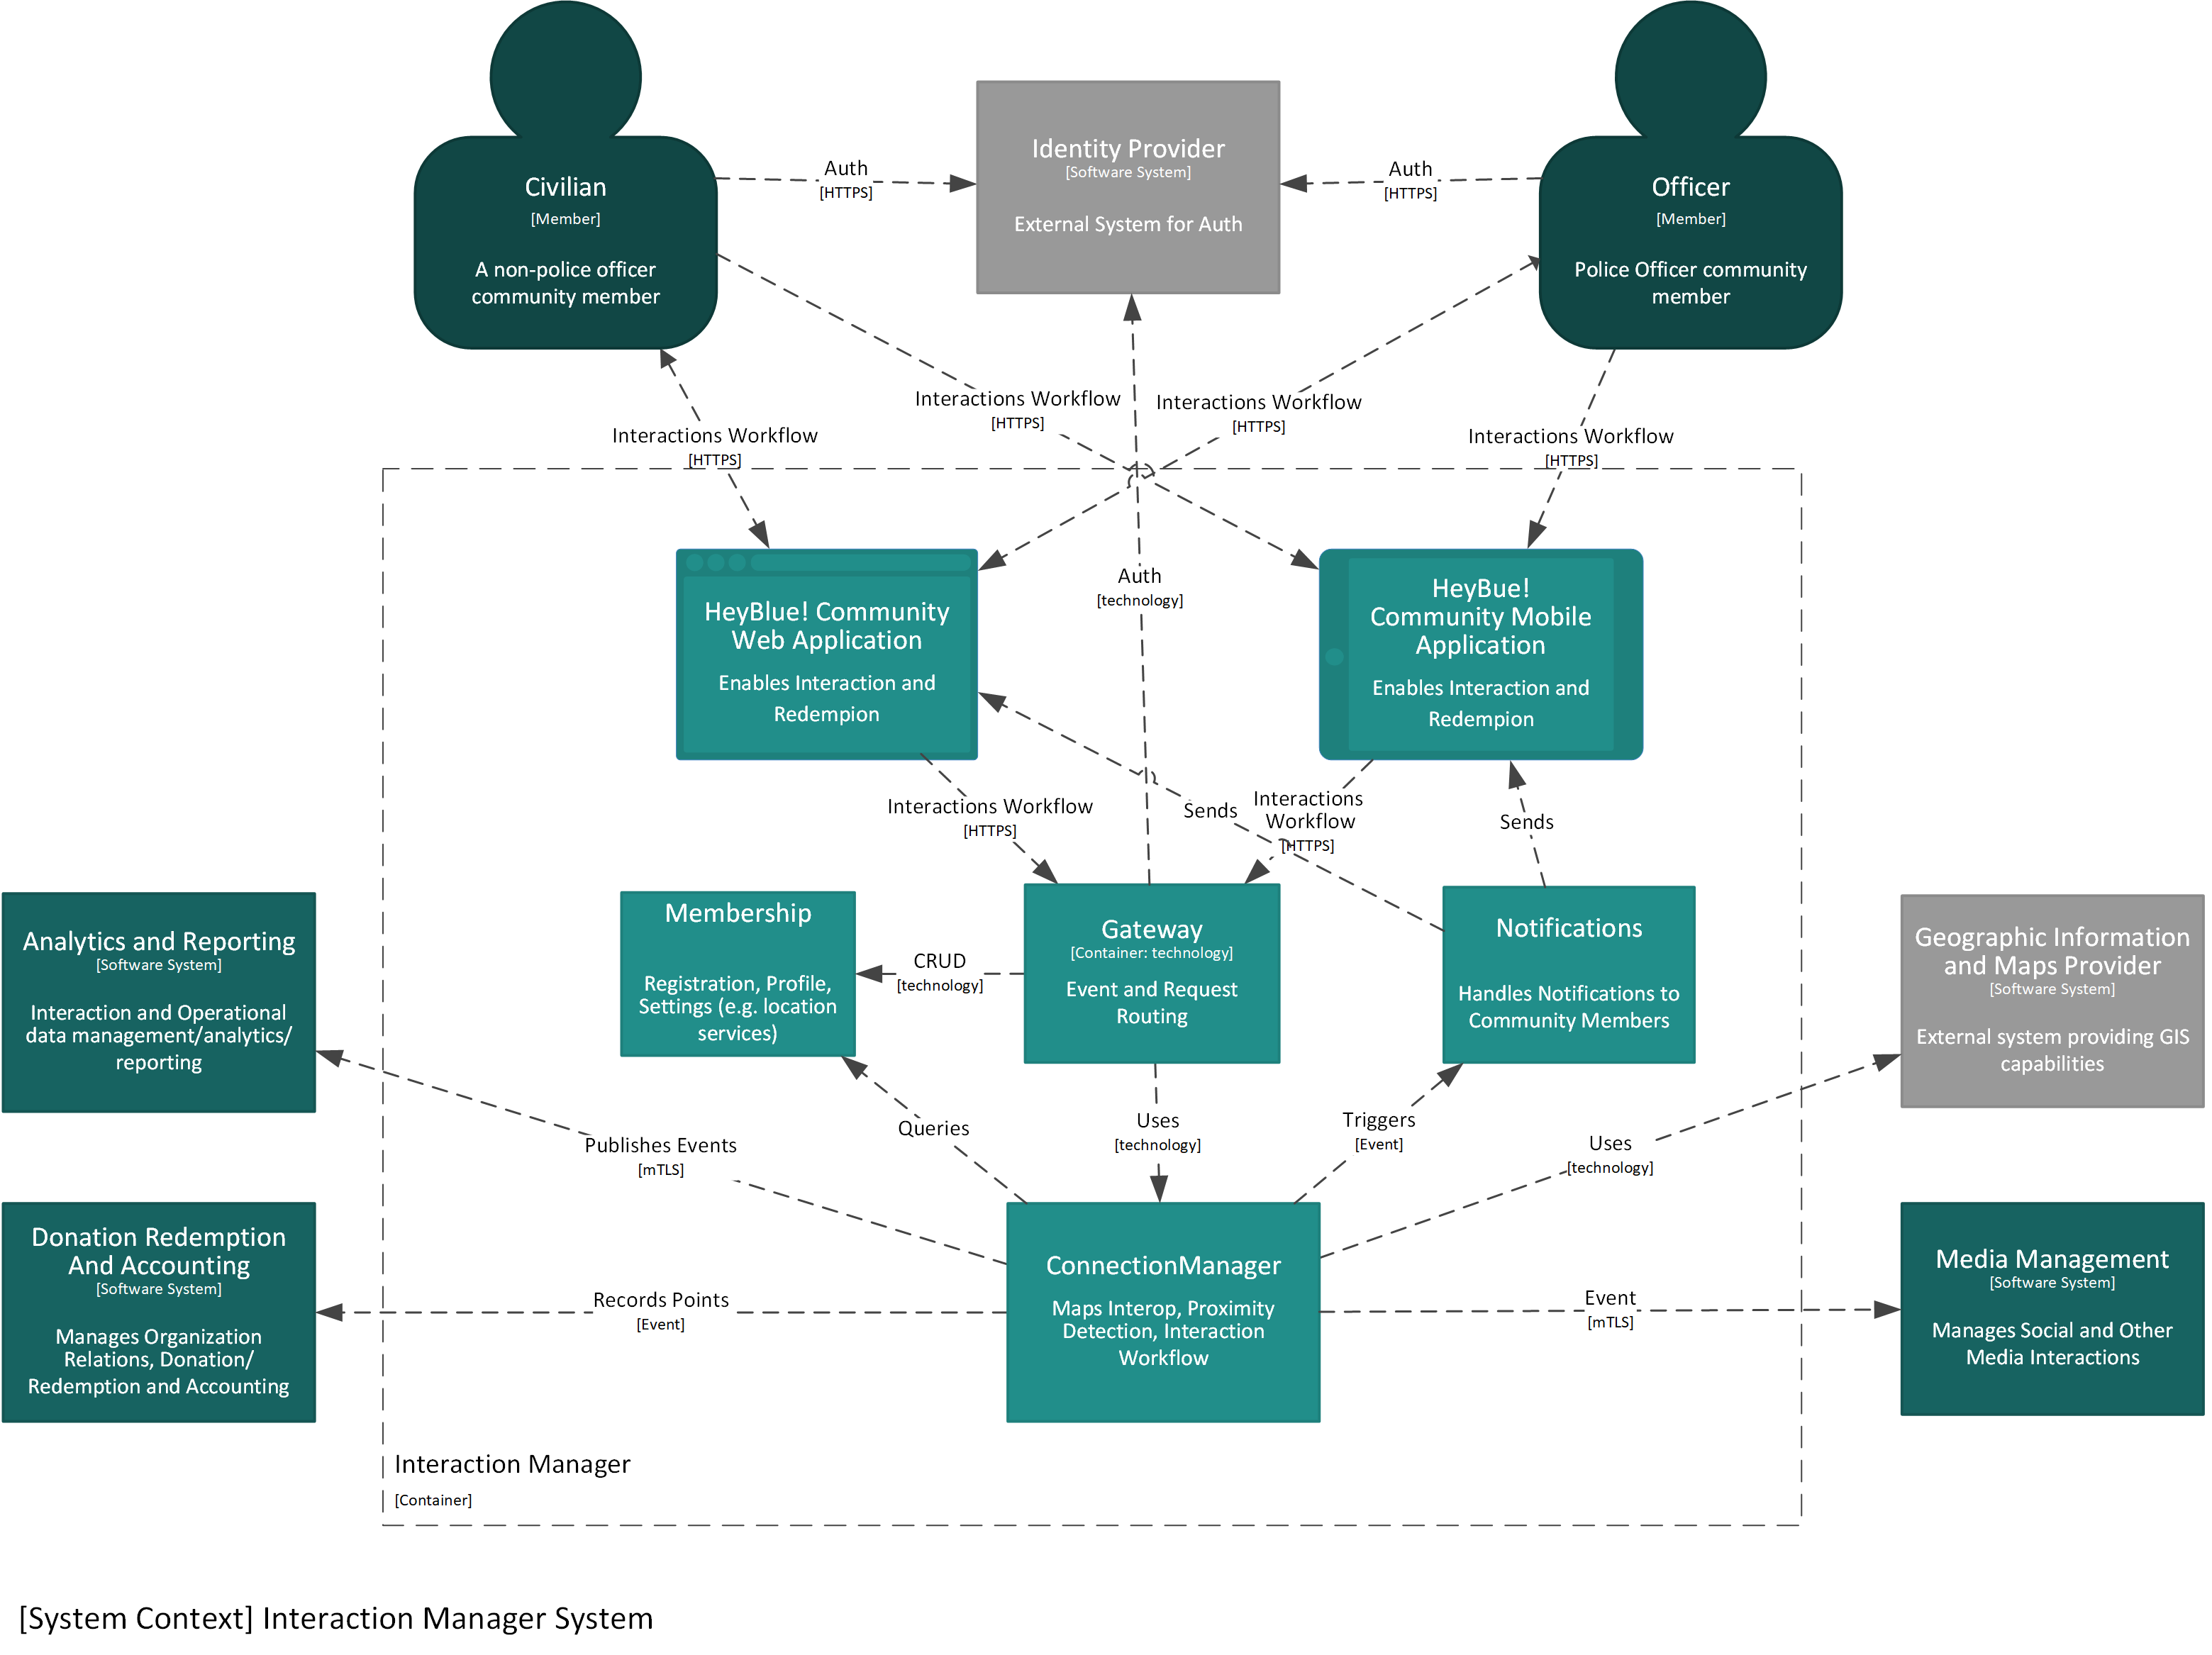 Civilian
[Member]
A non-police officer
community member
Auth
[HTTPS]
Identity Provider
[Software System]
External System for Auth
Auth
[HTTPS]
Officer
[Member]
Police Officer community
member
Interactions Workflow
[HTTPS]
Interactions Workflow
[HTTPS]
Interactions Workflow
[HTTPS]
Interactions Workflow
[HTTPS]
HeyBlue! Community
Web Application
Enables Interaction and
Redempion
Auth
[technology]
HeyBue!
Community Mobile
Application
Enables Interaction and
Redempion
Interactions Workflow
[HTTPS]
Sends
Interactions
Workflow
[HTTPS]
Sends
Analytics and Reporting
[Software System]
Interaction and Operational
data management/analytics/
reporting
Membership
Registration, Profile,
Settings (e.g. location
services)
CRUD
[technology]
Gateway
[Container: technology]
Event and Request
Routing
Notifications
Handles Notifications to
Community Members
Geographic Information
and Maps Provider
[Software System]
External system providing GIS
capabilities
Publishes Events
[mTLS]
Queries
Uses
[technology]
Triggers
[Event]
Uses
[technology]
Donation Redemption
And Accounting
[Software System]
Manages Organization
Relations, Donation/
Redemption and Accounting
Records Points
[Event]
ConnectionManager
Maps Interop, Proximity
Detection, Interaction
Workflow
Event
[mTLS]
Media Management
[Software System]
Manages Social and Other
Media Interactions
Interaction Manager
[Container]
[System Context] Interaction Manager System